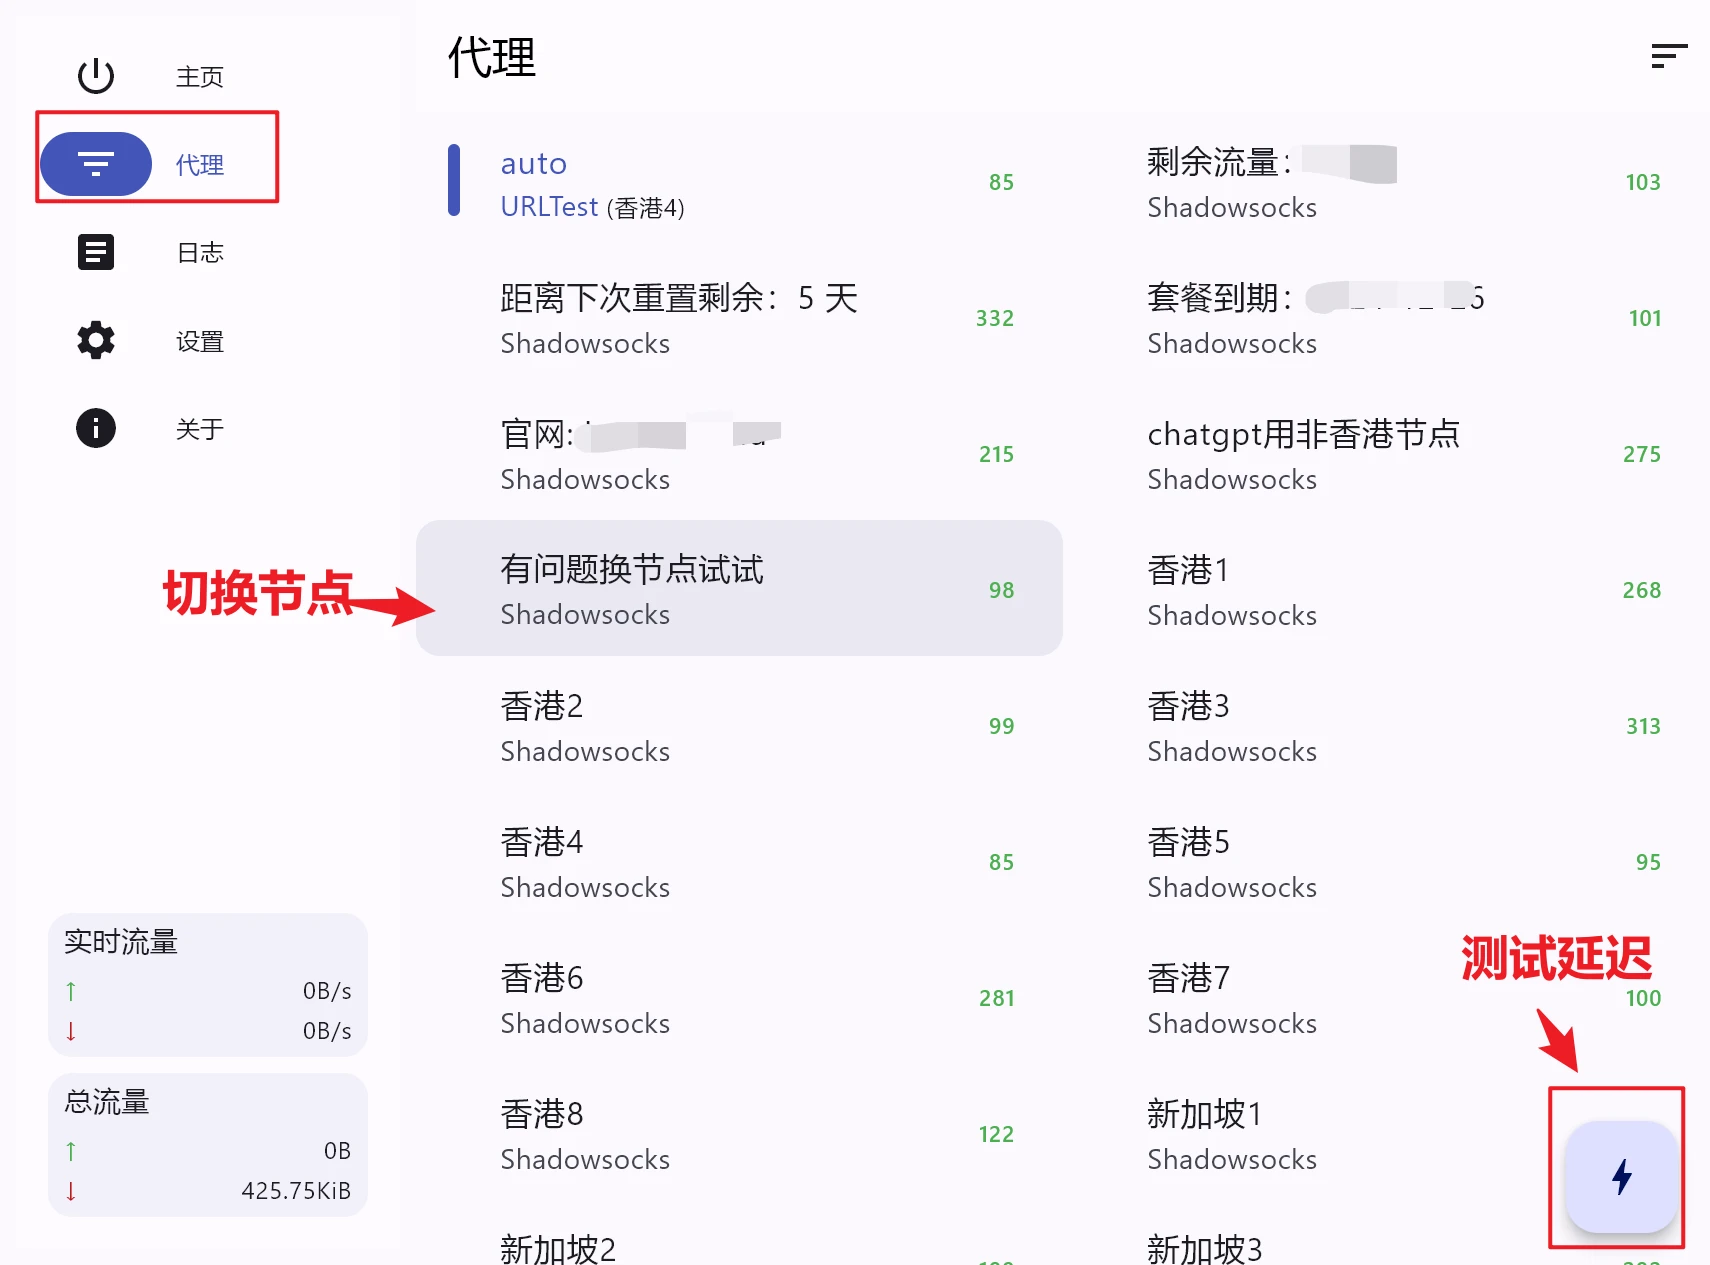 主页
代理
日志
设置
关于
切换节点
实时流量
↑ 0B/s
↓ 0B/s
总流量
↑ 0B
↓ 425.75KiB
代理
auto
URLTest (香港4)
85
剩余流量:
Shadowsocks
103
距离下次重置剩余：5 天
Shadowsocks
332
套餐到期：
Shadowsocks
101
官网:
Shadowsocks
215
chatgpt用非香港节点
Shadowsocks
275
有问题换节点试试
Shadowsocks
98
香港1
Shadowsocks
268
香港2
Shadowsocks
99
香港3
Shadowsocks
313
香港4
Shadowsocks
85
香港5
Shadowsocks
95
香港6
Shadowsocks
281
香港7
Shadowsocks
100
测试延迟
香港8
Shadowsocks
122
新加坡1
Shadowsocks
新加坡2
新加坡3